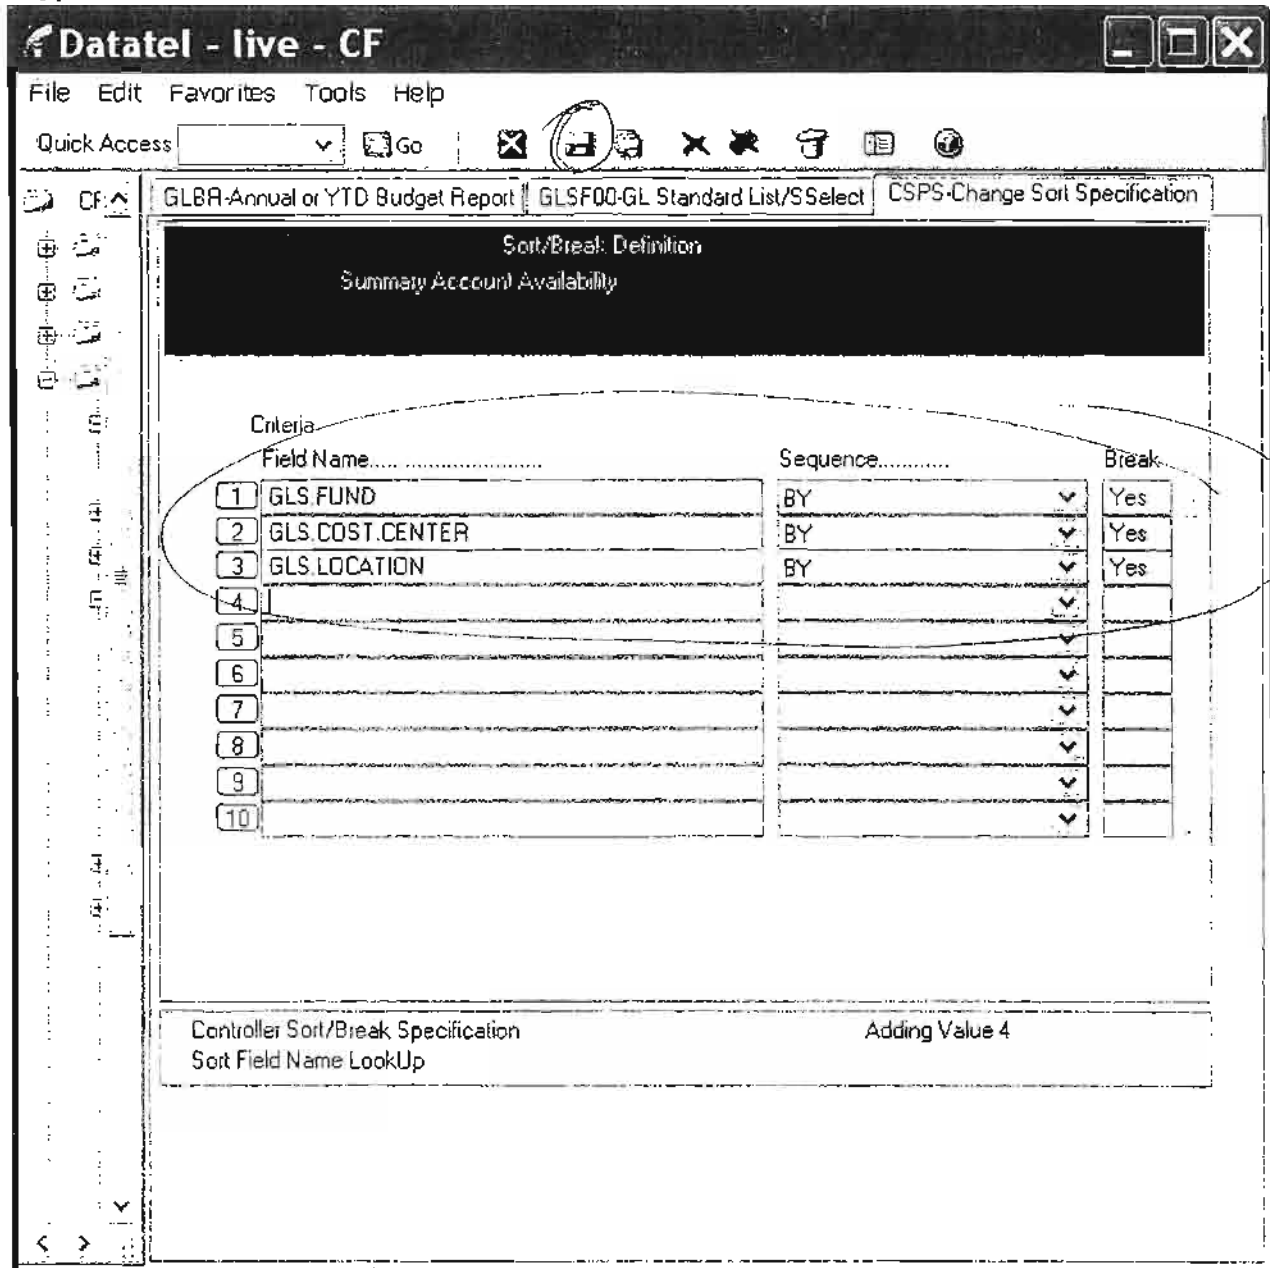 Datatel - live - CF
File Edit Favorites Tools Help
Quick Access Go
CF GLBR-Annual or YTD Budget Report GLSF00-GL Standard List/SSelect CSPS-Change Sort Specification
Sort/Break Definition
Summary Account Availability
Criteria
Field Name..... ....................... Sequence........... Break
1 GLS.FUND BY Yes
2 GLS.COST.CENTER BY Yes
3 GLS.LOCATION BY Yes
4
5
6
7
8
9
10
Controller Sort/Break Specification Adding Value 4
Sort Field Name LookUp